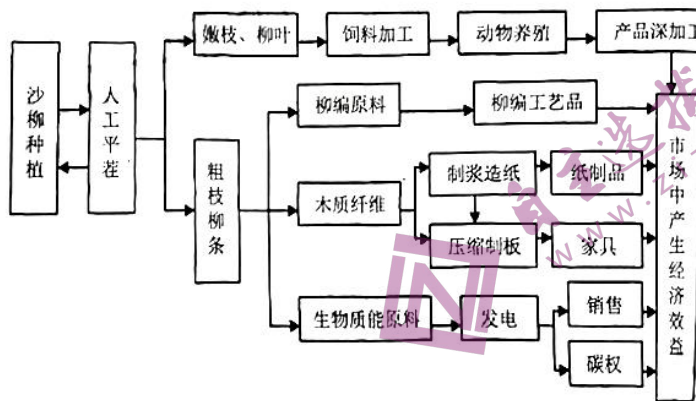 嫩枝、柳叶
饲料加工
动物养殖
产品深加工
沙柳种植
人工平茬
柳编原料
柳编工艺品
粗枝柳条
木质纤维
制浆造纸
纸制品
压缩制板
家具
生物质能原料
发电
销售
碳权
市场中产生经济效益